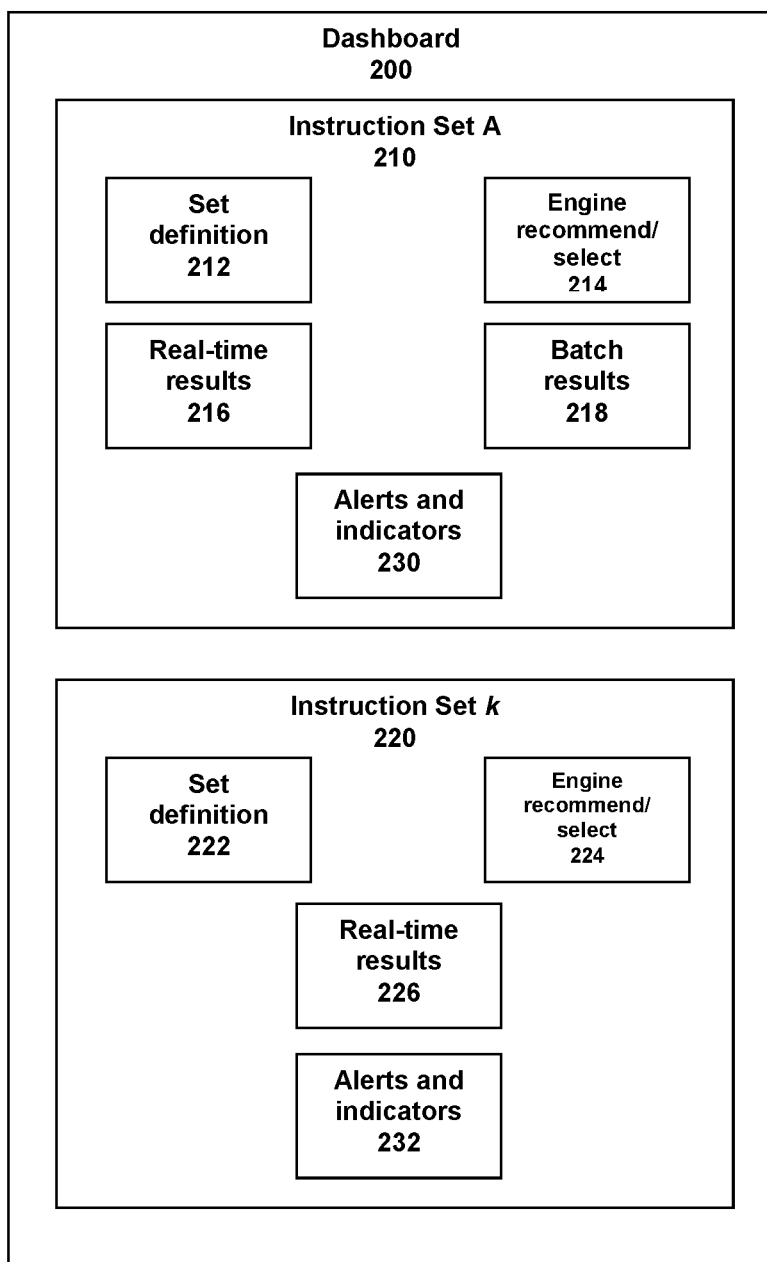 Dashboard
200
Instruction Set A
210
Set
definition
212
Engine
recommend/
select
214
Real-time
results
216
Batch
results
218
Alerts and
indicators
230
Instruction Set k
220
Set
definition
222
Engine
recommend/
select
224
Real-time
results
226
Alerts and
indicators
232